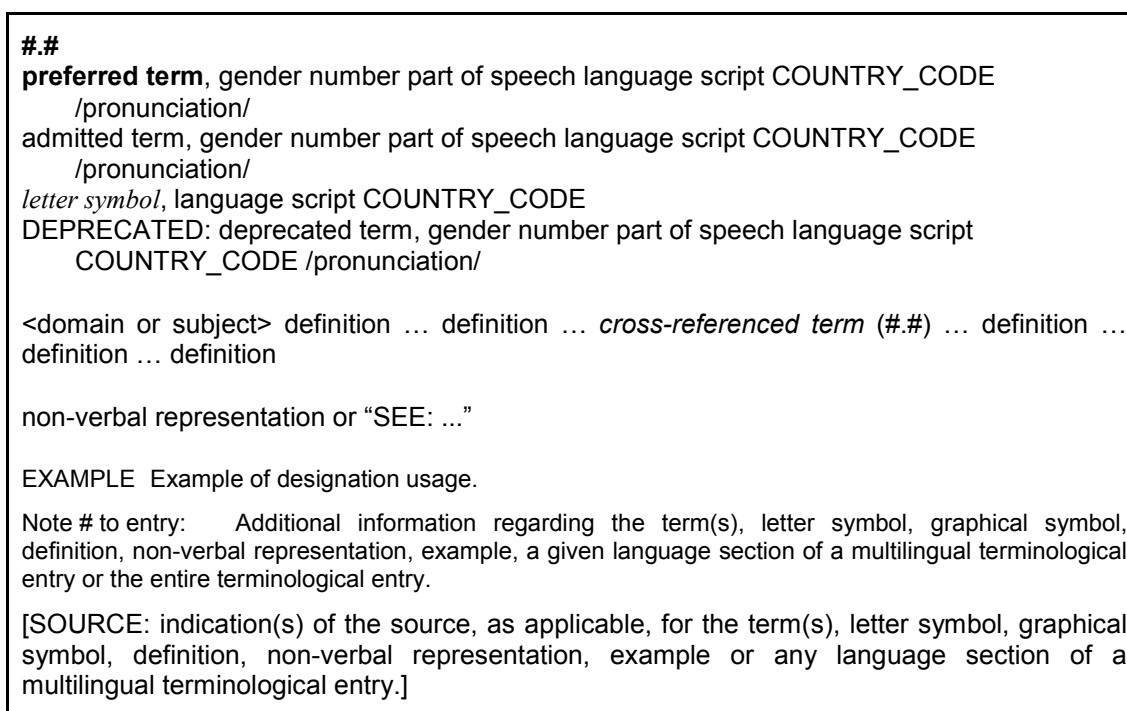 #.#
preferred term, gender number part of speech language script COUNTRY_CODE
/pronunciation/
admitted term, gender number part of speech language script COUNTRY_CODE
/pronunciation/
letter symbol, language script COUNTRY_CODE
DEPRECATED: deprecated term, gender number part of speech language script
COUNTRY_CODE /pronunciation/
<domain or subject> definition … definition … cross-referenced term (#.#) … definition …
definition … definition
non-verbal representation or “SEE: ...”
EXAMPLE Example of designation usage.
Note # to entry: Additional information regarding the term(s), letter symbol, graphical symbol,
definition, non-verbal representation, example, a given language section of a multilingual terminological
entry or the entire terminological entry.
[SOURCE: indication(s) of the source, as applicable, for the term(s), letter symbol, graphical
symbol, definition, non-verbal representation, example or any language section of a
multilingual terminological entry.]